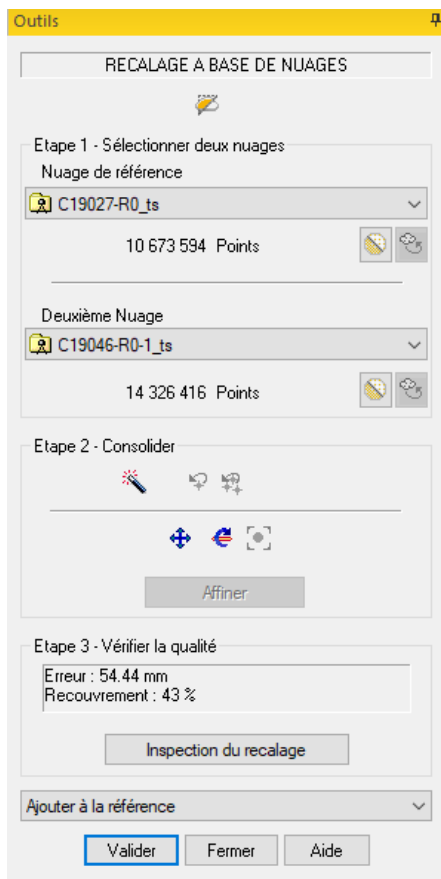 Outils
RECALAGE A BASE DE NUAGES
Etape 1 - Sélectionner deux nuages
Nuage de référence
C19027-R0_ts
10 673 594 Points
Deuxième Nuage
C19046-R0-1_ts
14 326 416 Points
Etape 2 - Consolider
Affiner
Etape 3 - Vérifier la qualité
Erreur : 54.44 mm
Recouvrement : 43 %
Inspection du recalage
Ajouter à la référence
Valider Fermer Aide